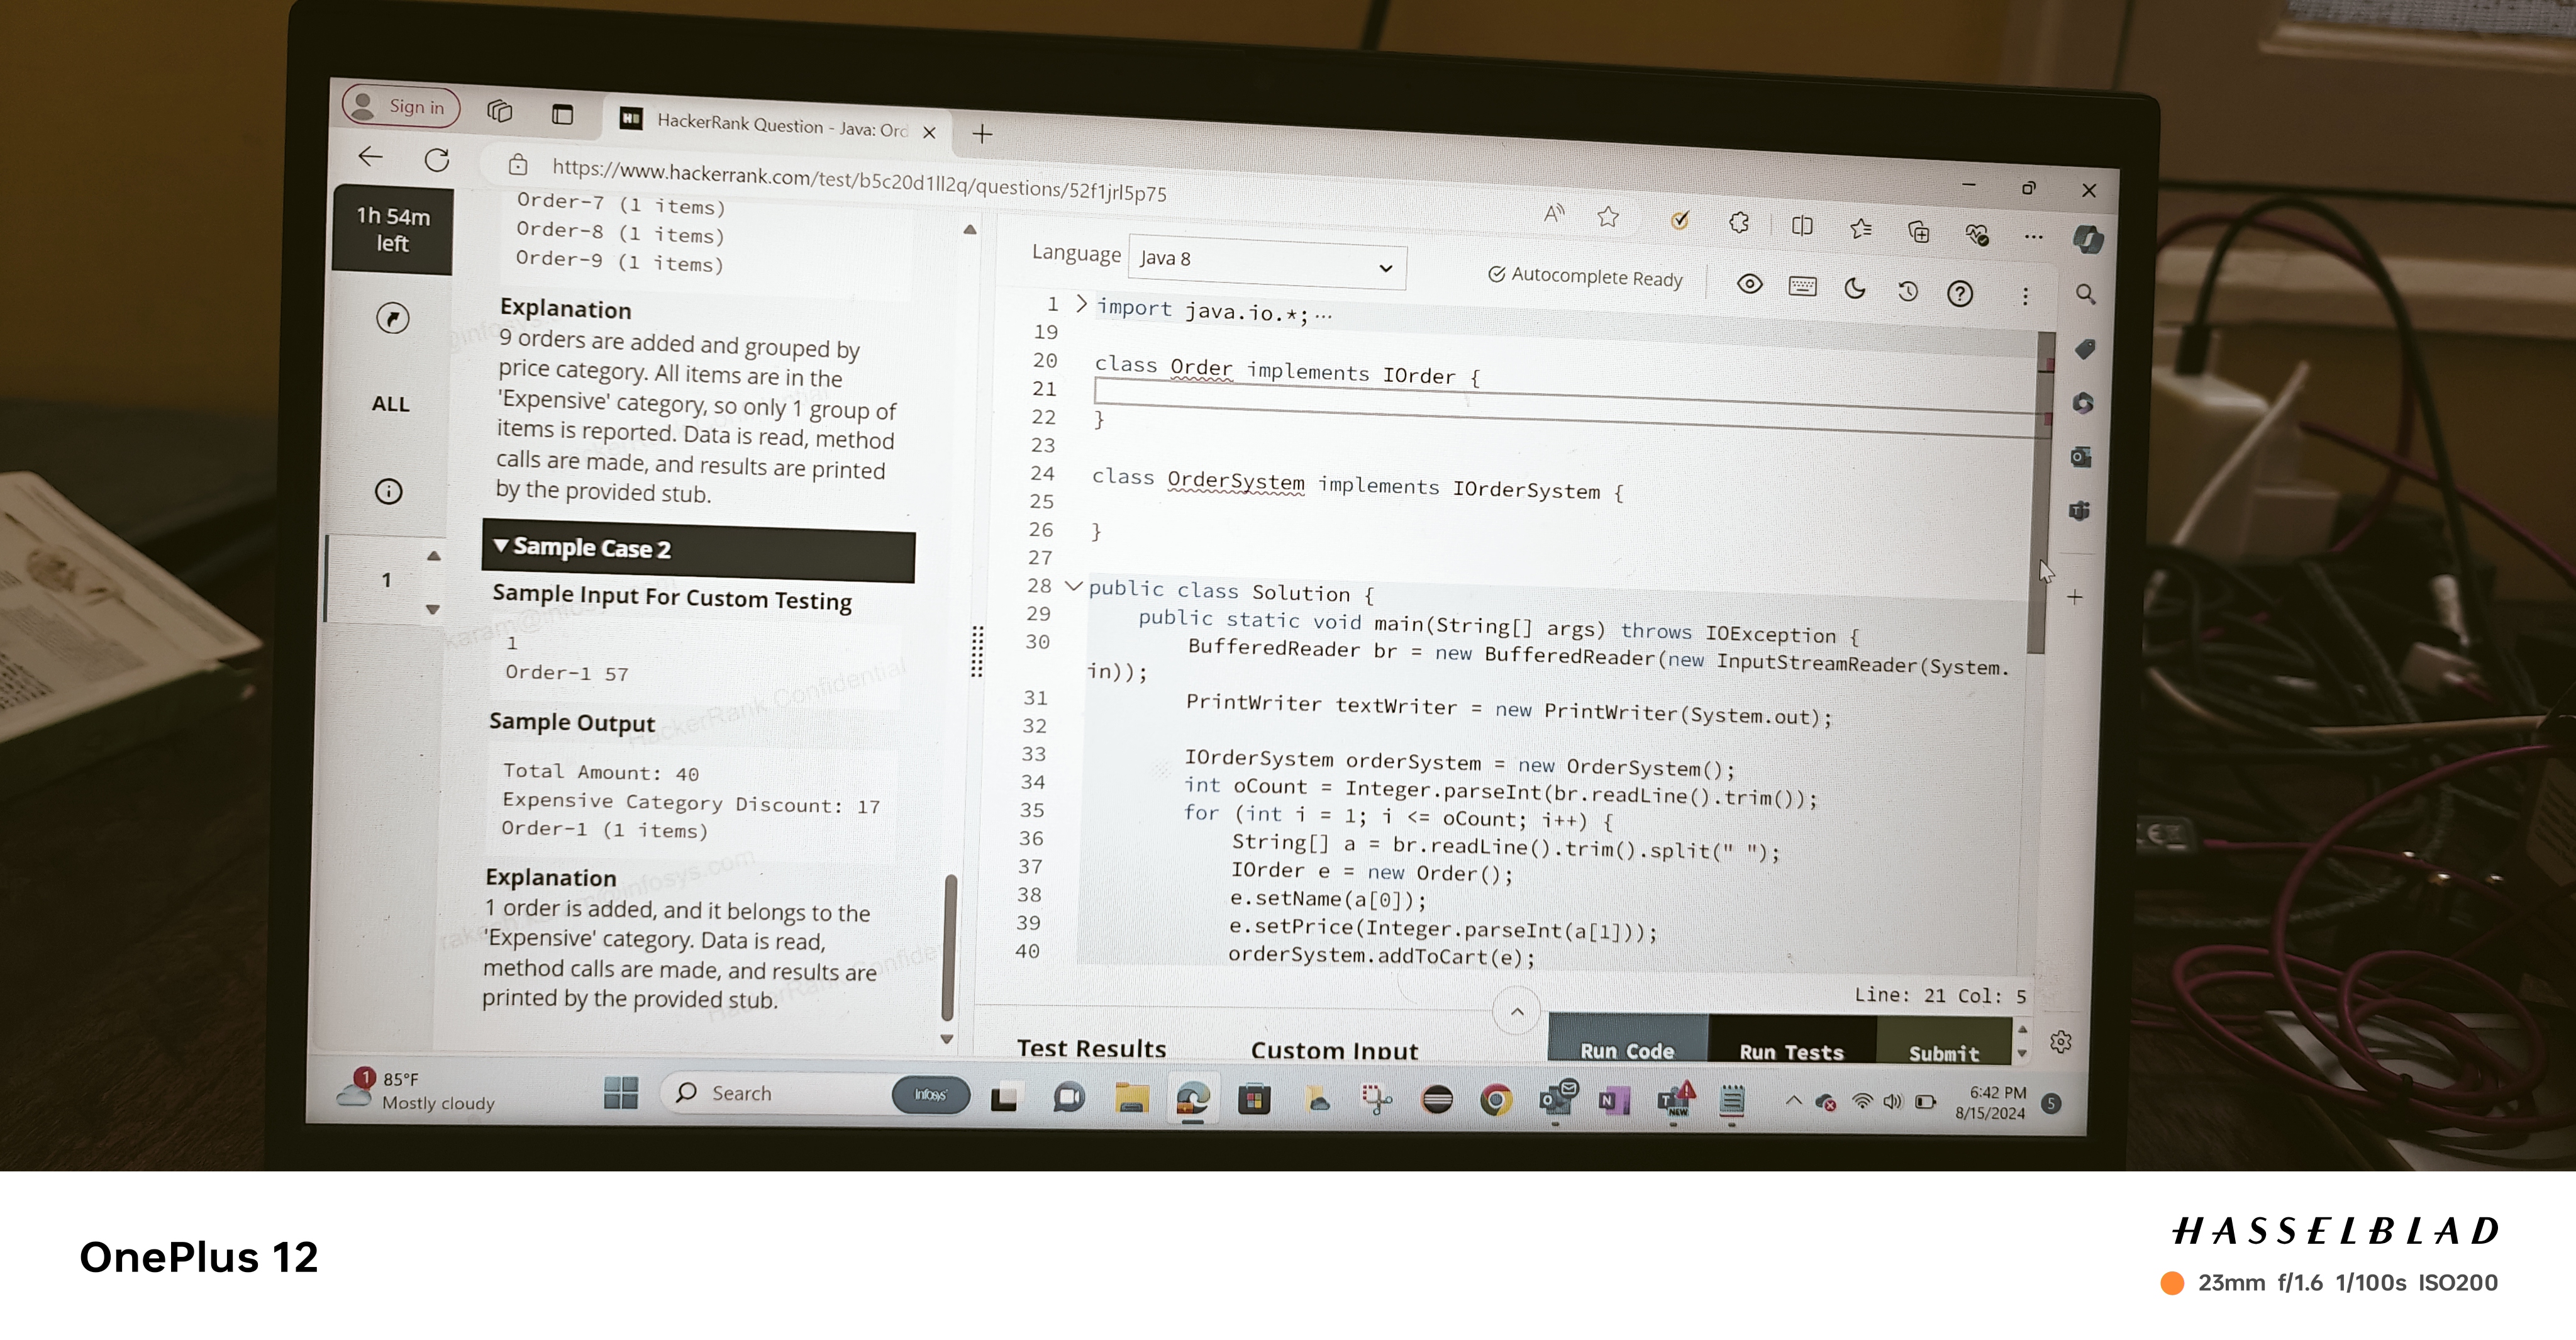 Sign in
HackerRank Question - Java: Ord
https://www.hackerrank.com/test/b5c20d1ll2q/questions/52f1jrl5p75
1h 54m
left
ALL
1
Order-7 (1 items)
Order-8 (1 items)
Order-9 (1 items)
Explanation
9 orders are added and grouped by
price category. All items are in the
'Expensive' category, so only 1 group of
items is reported. Data is read, method
calls are made, and results are printed
by the provided stub.
Sample Case 2
Sample Input For Custom Testing
1
Order-1 57
Sample Output
Total Amount: 40
Expensive Category Discount: 17
Order-1 (1 items)
Explanation
1 order is added, and it belongs to the
'Expensive' category. Data is read,
method calls are made, and results are
printed by the provided stub.
HackerRank Confidential
Language Java 8
Autocomplete Ready
1 import java.io.*;...
19
20 class Order implements IOrder {
21
22 }
23
24 class OrderSystem implements IOrderSystem {
25
26 }
27
28 public class Solution {
29 public static void main(String[] args) throws IOException {
30 BufferedReader br = new BufferedReader(new InputStreamReader(System.
in));
31 PrintWriter textWriter = new PrintWriter(System.out);
32
33 IOrderSystem orderSystem = new OrderSystem();
34 int oCount = Integer.parseInt(br.readLine().trim());
35 for (int i = 1; i <= oCount; i++) {
36 String[] a = br.readLine().trim().split(" ");
37 IOrder e = new Order();
38 e.setName(a[0]);
39 e.setPrice(Integer.parseInt(a[1]));
40 orderSystem.addToCart(e);
Line: 21 Col: 5
Test Results Custom Input Run Code Run Tests Submit
1
85°F
Mostly cloudy
Search
Infosys
NEW
6:42 PM
8/15/2024
5
OnePlus 12
HASSELBLAD
23mm f/1.6 1/100s ISO200